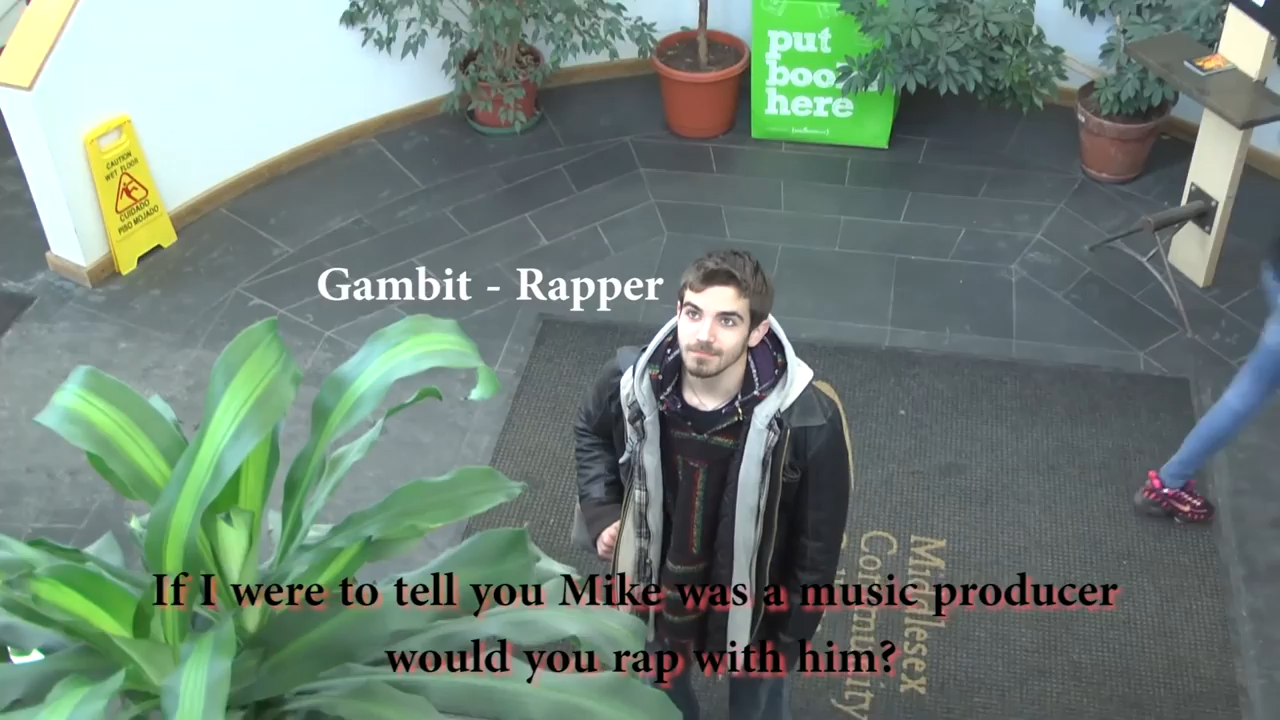 put
boo
here
CAUTION
WET FLOOR
CUIDADO
PISO MOJADO
Gambit - Rapper
If I were to tell you Mike was a music producer
would you rap with him?
Middlesex
Community